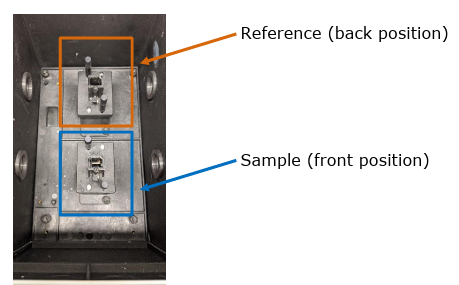 Reference (back position)
Sample (front position)